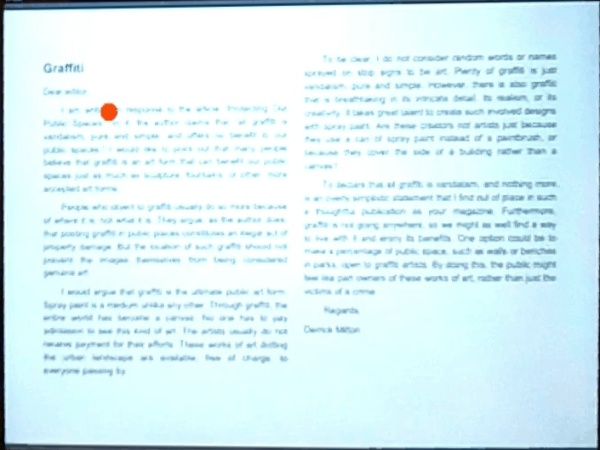 Graffiti
Dear editor,
I am response to the article, "Protecting Our
Public Spaces." In it, the author claims that all graffiti is
vandalism, pure and simple, and offers no benefit to our
public spaces. I would like to point out that many people
believe that graffiti is an art form that can benefit our public
spaces just as much as sculpture, fountains, or other more
accepted art forms.
People who object to graffiti usually do so more because
of where it is, not what it is. They argue, as the author does,
that posting graffiti in public places constitutes an illegal act of
property damage. But the location of such graffiti should not
prevent the images themselves from being considered
genuine art.
I would argue that graffiti is the ultimate public art form.
Spray paint is a medium unlike any other. Through graffiti, the
entire world has become a canvas. No one has to pay
admission to see this kind of art. The artists usually do not
receive payment for their efforts. These works of art dotting
the urban landscape are available, free of charge, to
everyone passing by.
To be clear, I do not consider random words or names
sprayed on stop signs to be art. Plenty of graffiti is just
vandalism, pure and simple. However, there is also graffiti
that is breathtaking in its intricate detail, its realism, or its
creativity. It takes great talent to create such involved designs
with spray paint. Are these creators not artists just because
they use a can of spray paint instead of a paintbrush, or
because they cover the side of a building rather than a
canvas?
To declare that all graffiti is vandalism, and nothing more,
is an overly simplistic statement that I find out of place in such
a thoughtful publication as your magazine. Furthermore,
graffiti is not going anywhere, so we might as well find a way
to live with it and enjoy its benefits. One option could be to
make a percentage of public space, such as walls or benches
in parks, open to graffiti artists. By doing this, the public might
feel like part owners of these works of art, rather than just the
victims of a crime.
Regards,
Derrick Milton